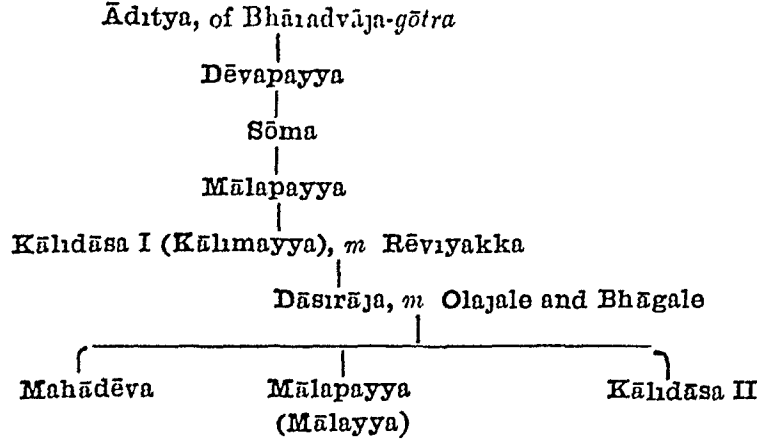 Āditya, of Bhāradvāja-gōtra
Dēvapayya
Sōma
Mālapayya
Kālidāsa I (Kālimayya), m Rēviyakka
Dāsirāja, m Olajale and Bhāgale
Mahādēva Mālapayya Kālidāsa II
(Mālayya)